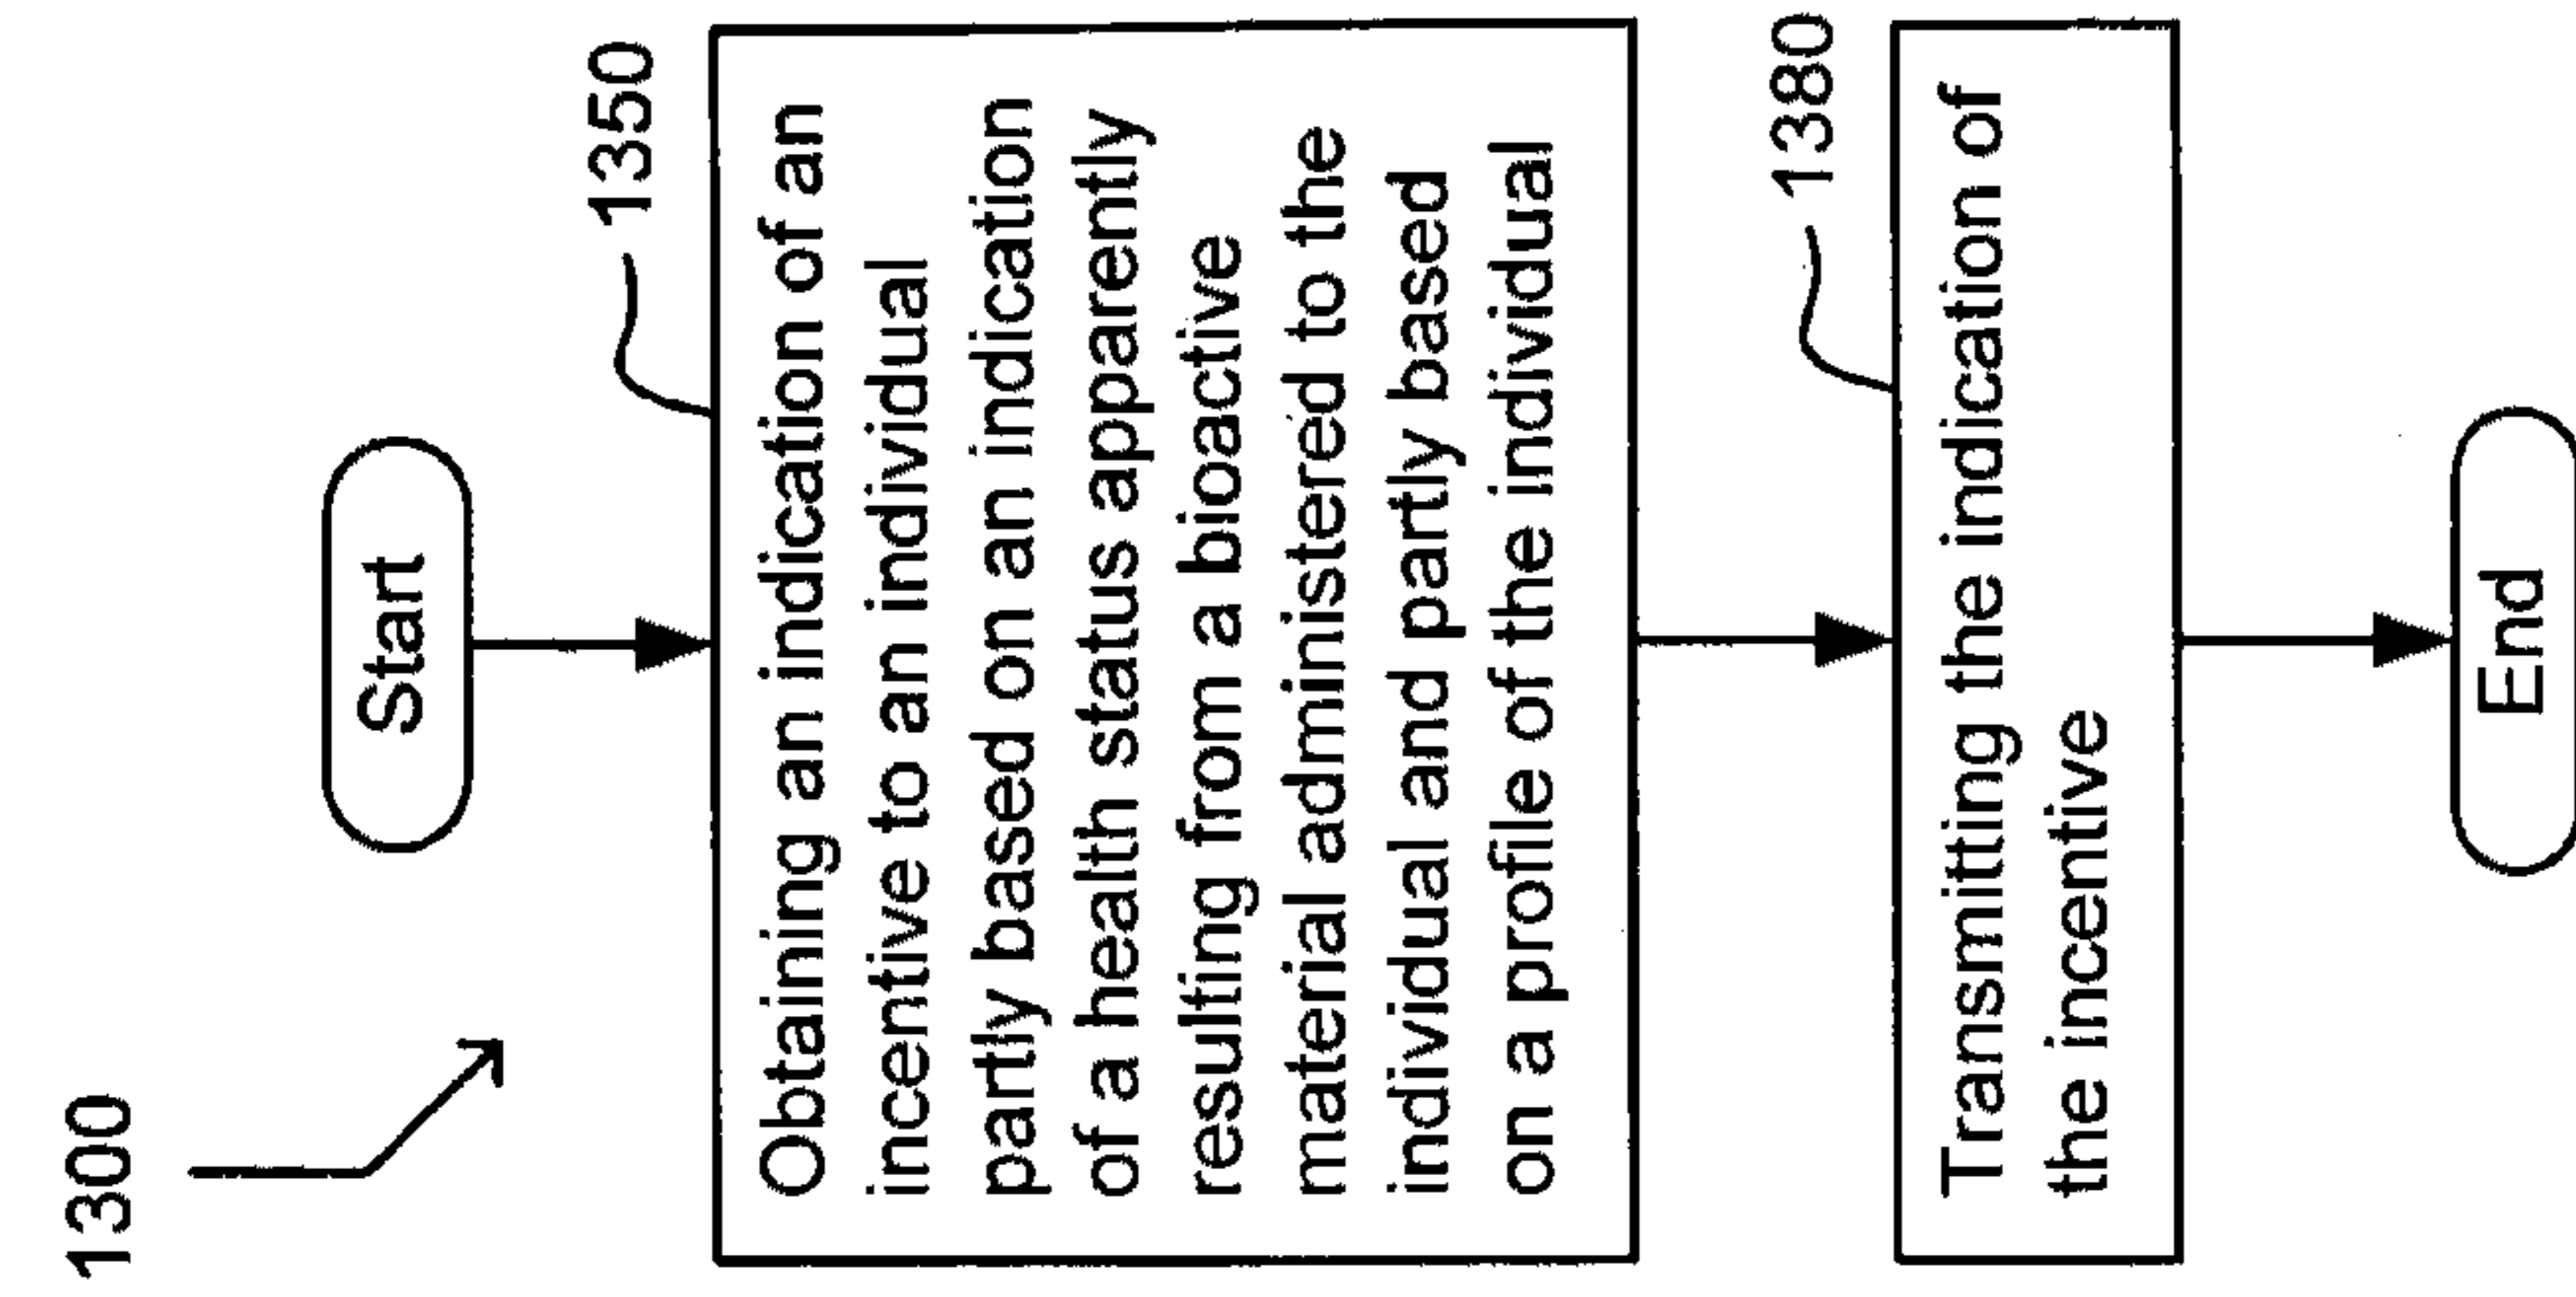 1300
Start
1350
Obtaining an indication of an
incentive to an individual
partly based on an indication
of a health status apparently
resulting from a bioactive
material administered to the
individual and partly based
on a profile of the individual
1380
Transmitting the indication of
the incentive
End